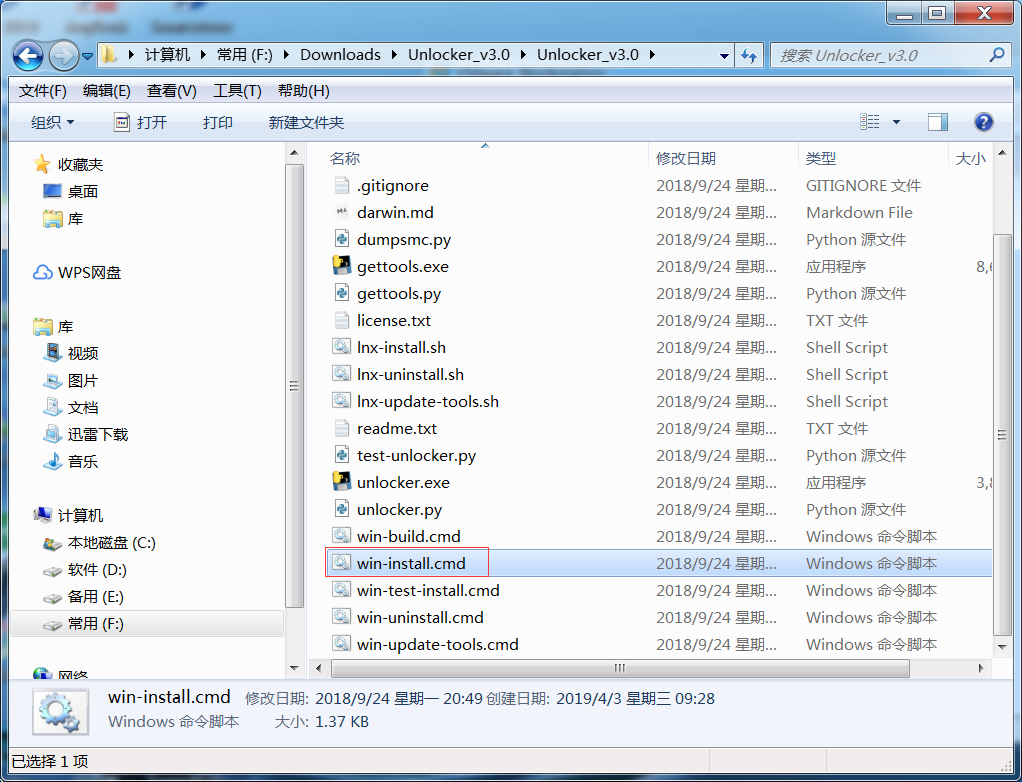 计算机 常用 (F:) Downloads Unlocker_v3.0 Unlocker_v3.0 搜索 Unlocker_v3.0
文件(F) 编辑(E) 查看(V) 工具(T) 帮助(H)
组织 打开 打印 新建文件夹
收藏夹
桌面
库
WPS网盘
库
视频
图片
文档
迅雷下载
音乐
计算机
本地磁盘 (C:)
软件 (D:)
备用 (E:)
常用 (F:)
网络
名称 修改日期 类型 大小
.gitignore 2018/9/24 星期... GITIGNORE 文件
darwin.md 2018/9/24 星期... Markdown File
dumpsmc.py 2018/9/24 星期... Python 源文件
gettools.exe 2018/9/24 星期... 应用程序 8,
gettools.py 2018/9/24 星期... Python 源文件
license.txt 2018/9/24 星期... TXT 文件
lnx-install.sh 2018/9/24 星期... Shell Script
lnx-uninstall.sh 2018/9/24 星期... Shell Script
lnx-update-tools.sh 2018/9/24 星期... Shell Script
readme.txt 2018/9/24 星期... TXT 文件
test-unlocker.py 2018/9/24 星期... Python 源文件
unlocker.exe 2018/9/24 星期... 应用程序 3,
unlocker.py 2018/9/24 星期... Python 源文件
win-build.cmd 2018/9/24 星期... Windows 命令脚本
win-install.cmd 2018/9/24 星期... Windows 命令脚本
win-test-install.cmd 2018/9/24 星期... Windows 命令脚本
win-uninstall.cmd 2018/9/24 星期... Windows 命令脚本
win-update-tools.cmd 2018/9/24 星期... Windows 命令脚本
win-install.cmd 修改日期: 2018/9/24 星期一 20:49 创建日期: 2019/4/3 星期三 09:28
Windows 命令脚本 大小: 1.37 KB
已选择 1 项